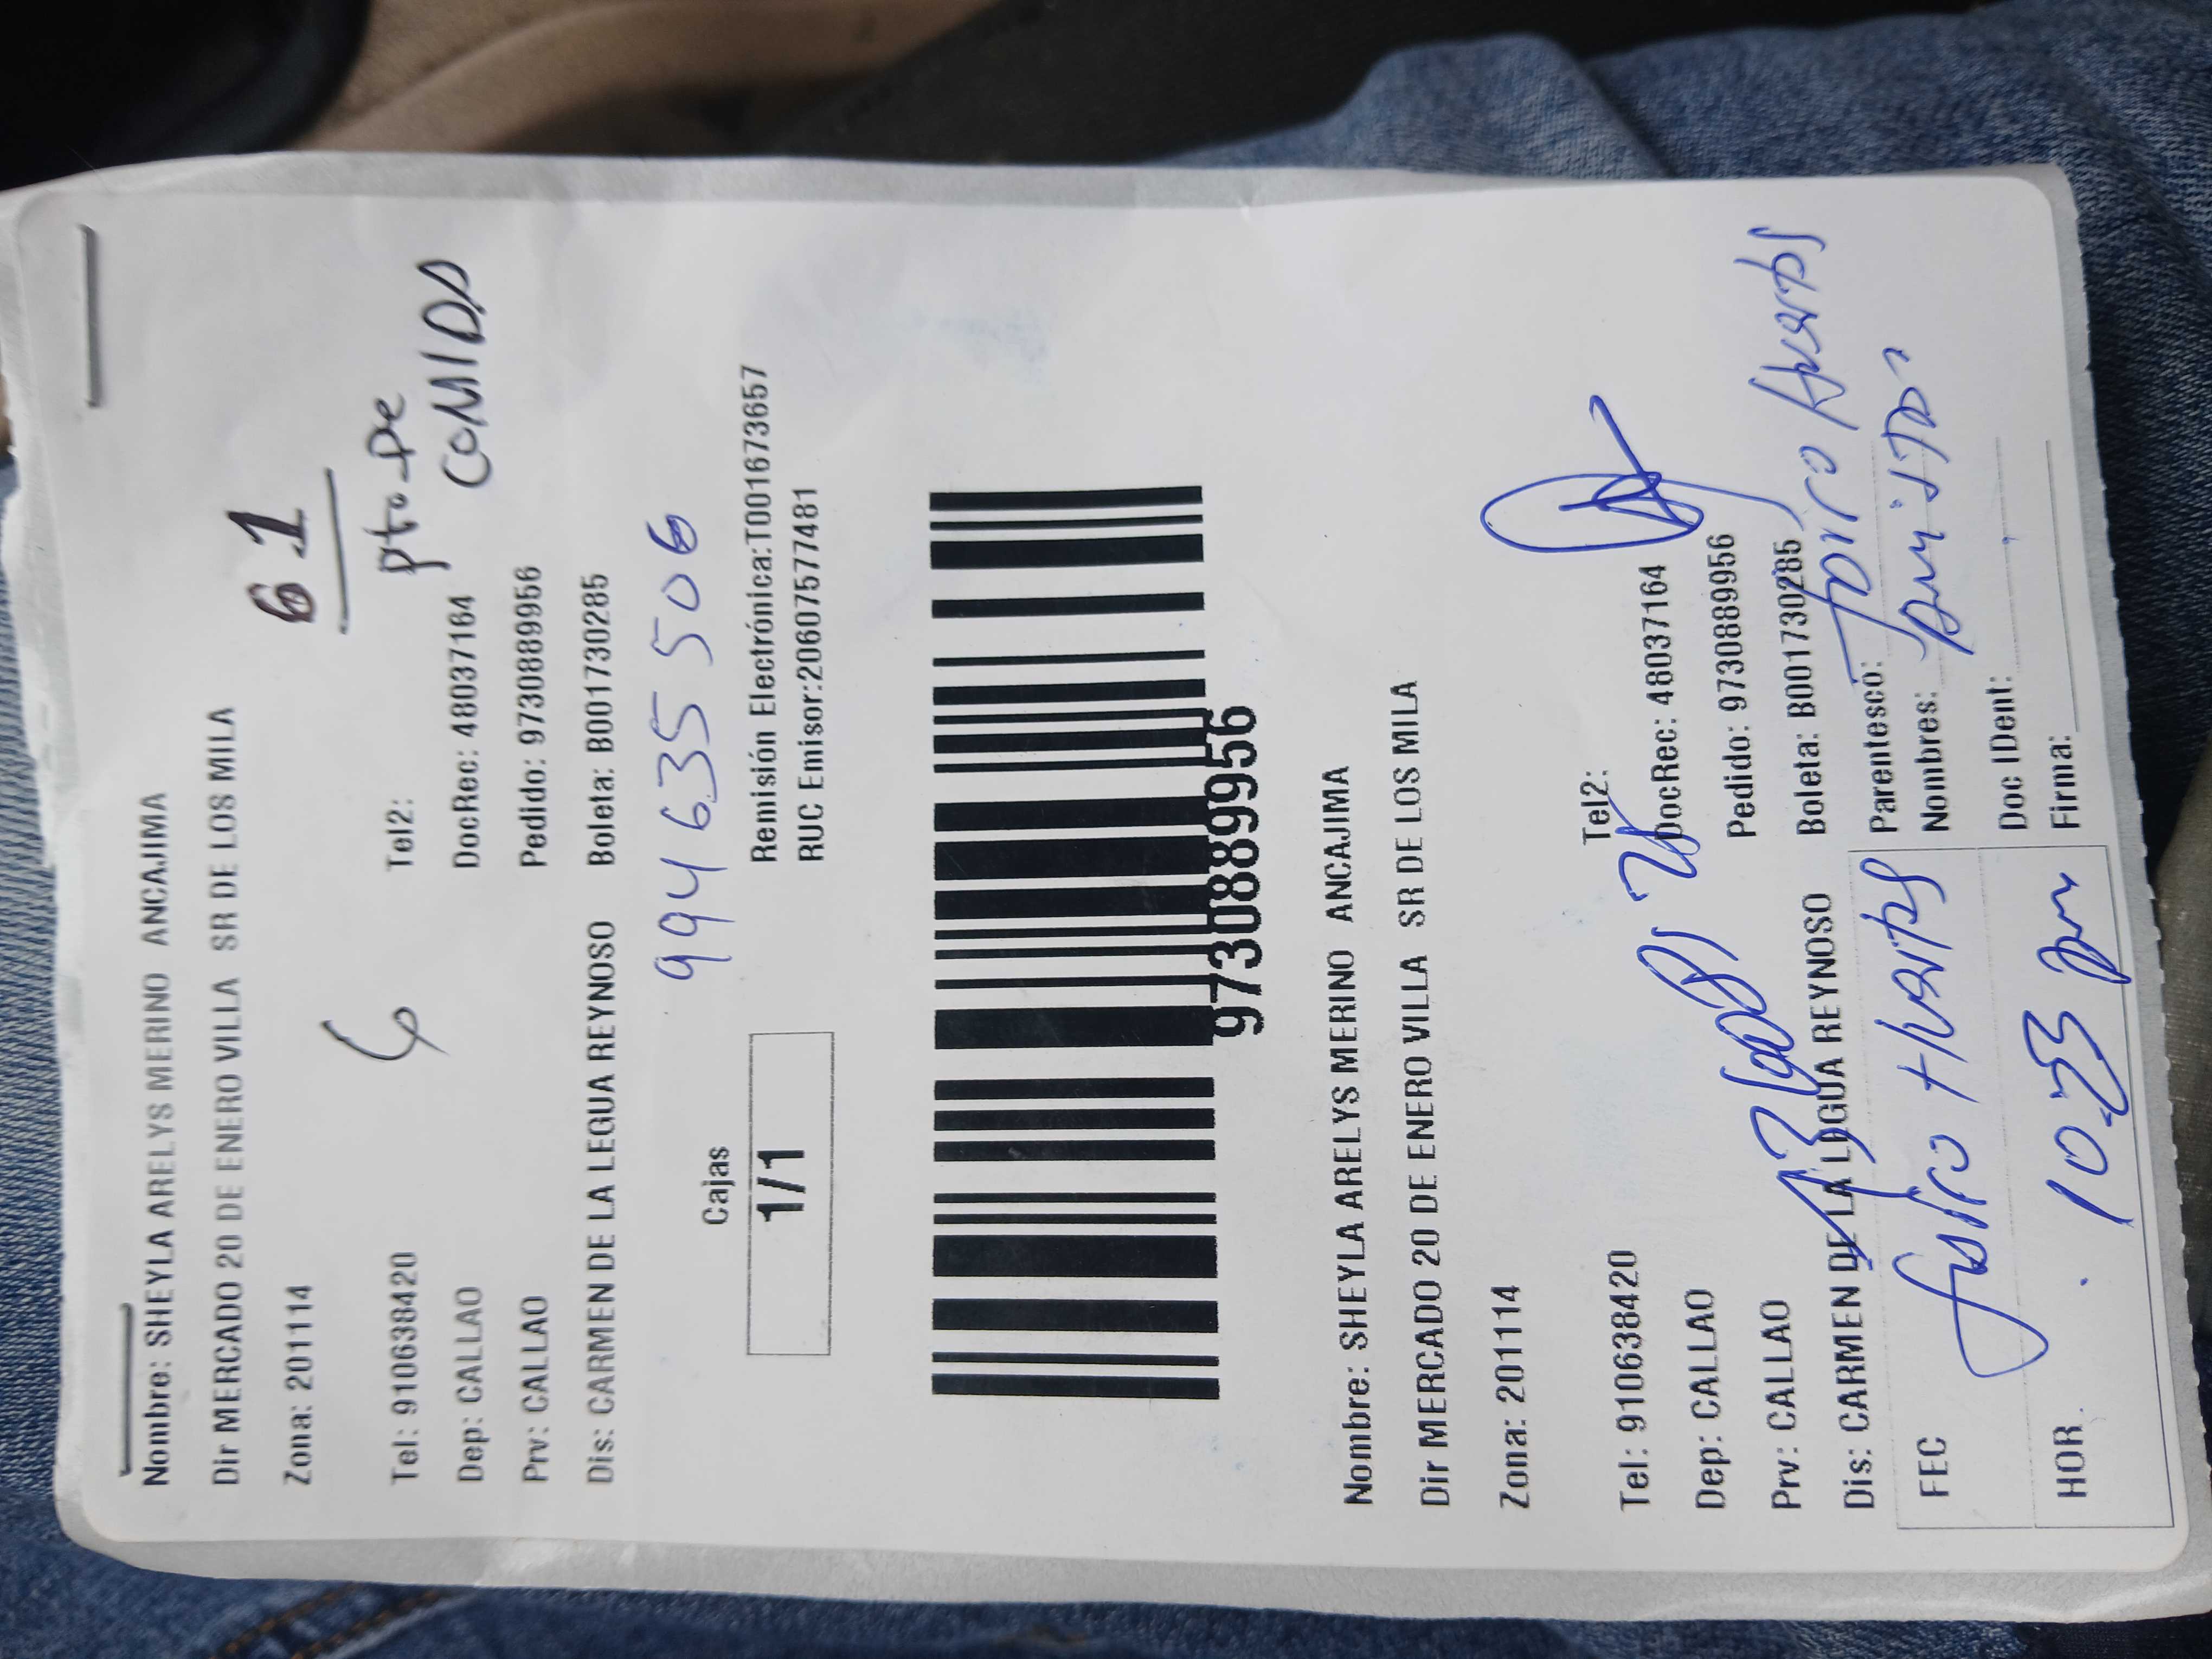 61
Nombre: SHEYLA ARELYS MERINO ANCAJIMA
Dir MERCADO 20 DE ENERO VILLA SR DE LOS MILA
Zona: 201114
pto de
COMIDA
Tel: 910638420 Tel2:
Dep: CALLAO DocRec: 48037164
Prv: CALLAO Pedido: 9730889956
Dis: CARMEN DE LA LEGUA REYNOSO Boleta: B001730285
994635506
Cajas
1/1
Remisión Electrónica:T001673657
RUC Emisor:20607577481
9730889956
Nombre: SHEYLA ARELYS MERINO ANCAJIMA
Dir MERCADO 20 DE ENERO VILLA SR DE LOS MILA
Zona: 201114
Tel: 910638420 Tel2:
Dep: CALLAO DocRec: 48037164
Prv: CALLAO Pedido: 9730889956
Dis: CARMEN DE LA LEGUA REYNOSO Boleta: B001730285
FEC
Parentesco:
Nombres:
HOR
Doc IDent:
Firma: